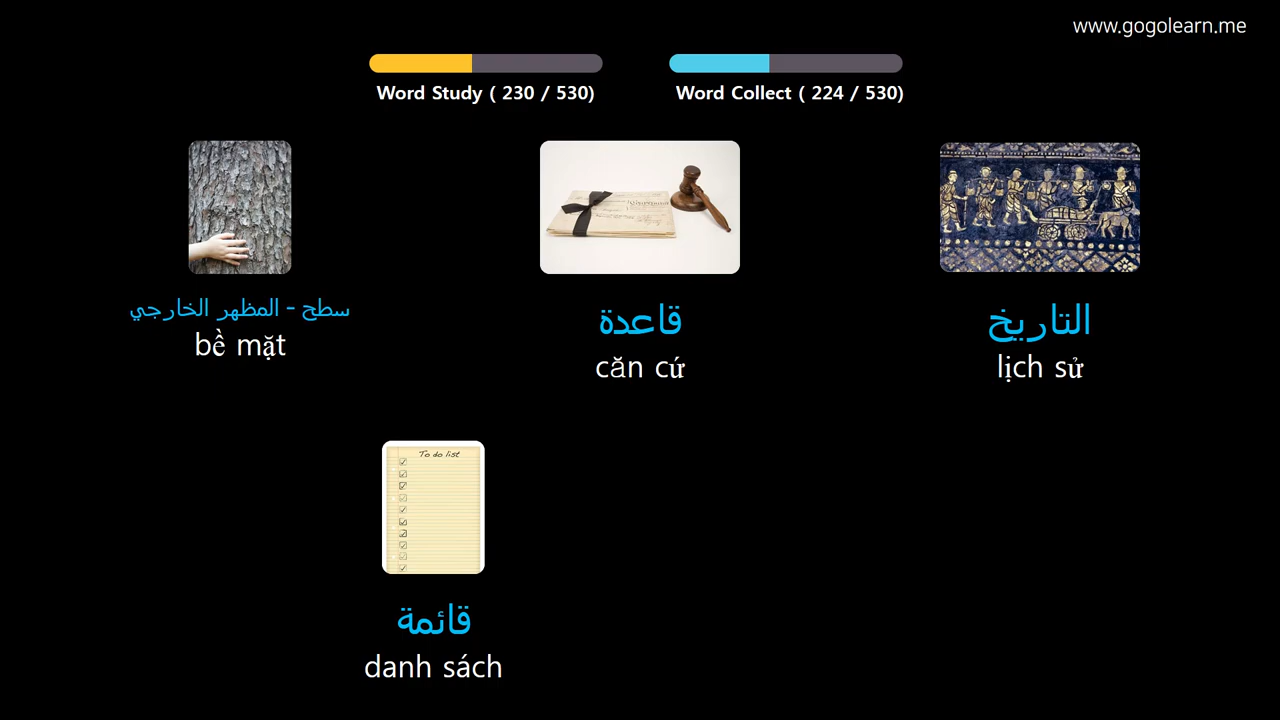 www.gogolearn.me
Word Study ( 230 / 530)
Word Collect ( 224 / 530)
سطح - المظهر الخارجي
bề mặt
قاعدة
căn cứ
التاريخ
lịch sử
To do list
قائمة
danh sách